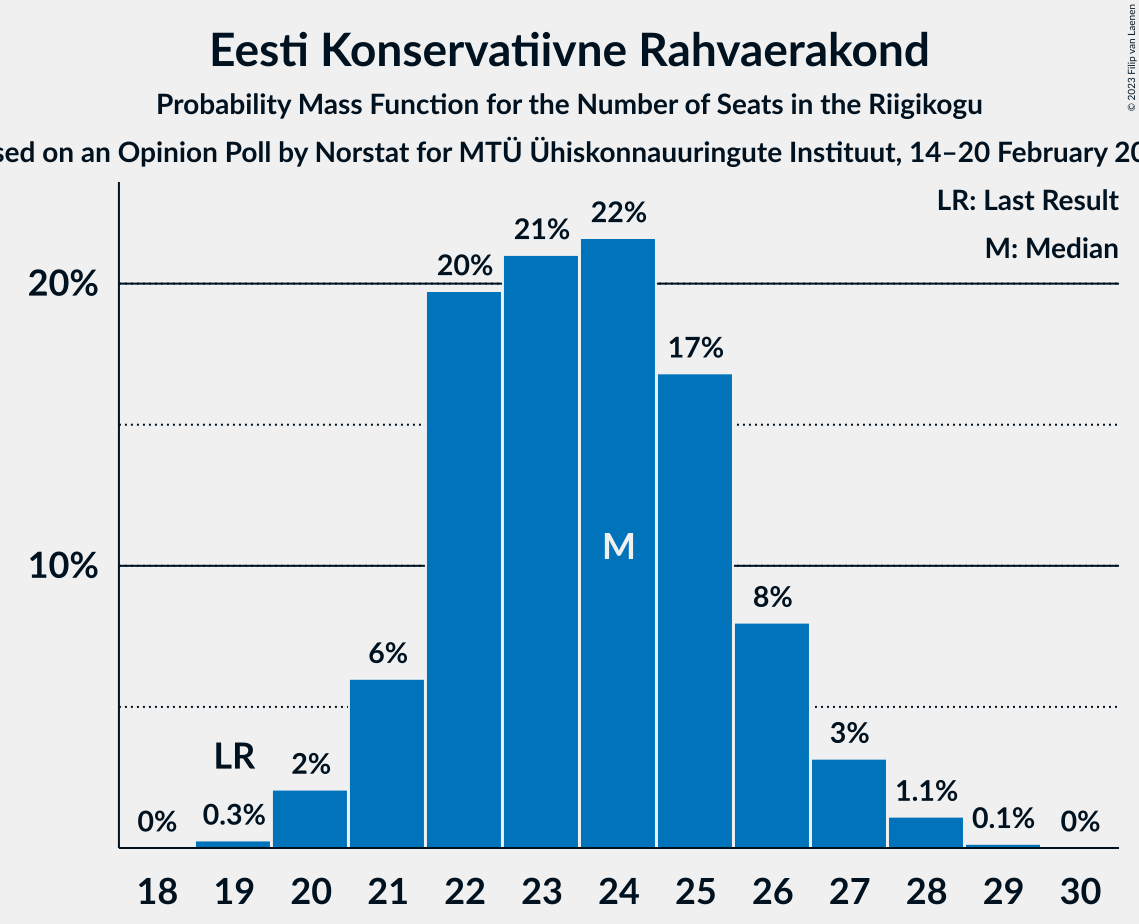 Eesti Konservatiivne Rahvaerakond
Probability Mass Function for the Number of Seats in the Riigikogu
on an Opinion Poll by Norstat for MTÜ Ühiskonnauuringute Instituut, 14–20 February
© 2023 Filip van Laenen
LR: Last Result
M: Median
20%
10%
0%
0.3%
LR
2%
6%
20%
21%
22%
M
17%
8%
3%
1.1%
0.1%
0%
18 19 20 21 22 23 24 25 26 27 28 29 30